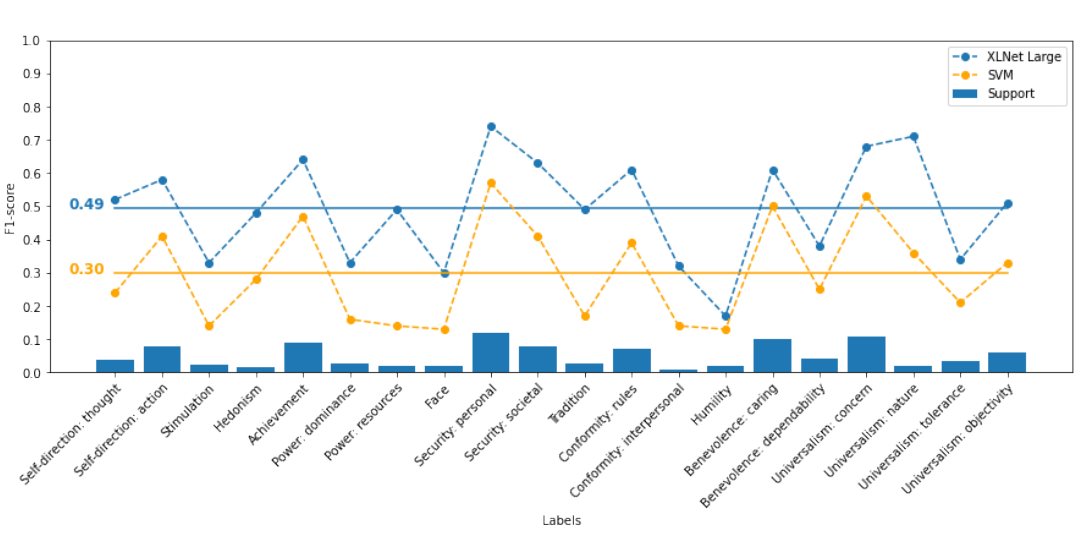 1.0
0.9
0.8
0.7
0.6
0.5
0.4
0.3
0.2
0.1
0.0
F1-score
0.49
0.30
XLNet Large
SVM
Support
Self-direction: thought
Self-direction: action
Stimulation
Hedonism
Achievement
Power: dominance
Power: resources
Face
Security: personal
Security: societal
Tradition
Conformity: rules
Conformity: interpersonal
Humility
Benevolence: caring
Benevolence: dependability
Universalism: concern
Universalism: nature
Universalism: tolerance
Universalism: objectivity
Labels